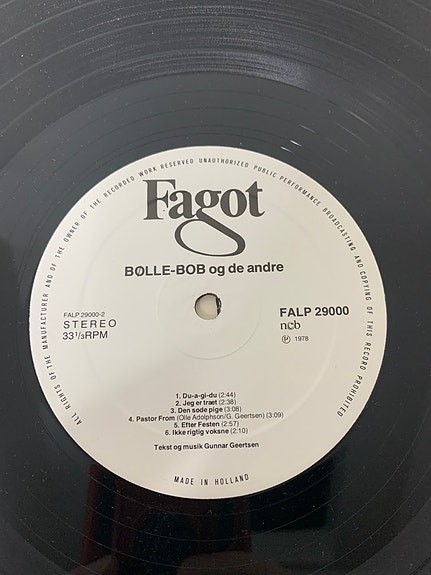 ALL RIGHTS OF THE MANUFACTURER AND OF THE OWNER OF THE RECORDED WORK RESERVED UNAUTHORIZED PUBLIC PERFORMANCE BROADCASTING AND COPYING OF THIS RECORD PROHIBITED
Fagot
BØLLE-BOB og de andre
FALP 29000-2
STEREO
33⅓RPM
FALP 29000
ncb
℗ 1978
1. Du-a-gi-du (2:44)
2. Jeg er træt (2:38)
3. Den søde pige (3:08)
4. Pastor From (Olle Adolphson/G. Geertsen) (3:09)
5. Efter Festen (2:57)
6. Ikke rigtig voksne (2:10)
Tekst og musik Gunnar Geertsen
MADE IN HOLLAND